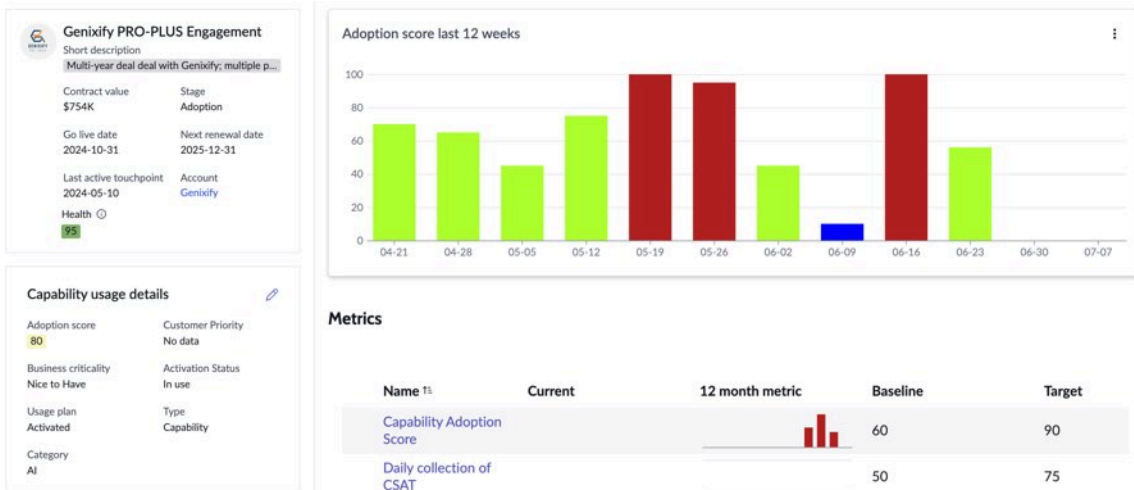 Genixify PRO-PLUS Engagement
Short description
Multi-year deal deal with Genixify; multiple p...
Contract value Stage
$754K Adoption
Go live date Next renewal date
2024-10-31 2025-12-31
Last active touchpoint Account
2024-05-10 Genixify
Health
95
Capability usage details
Adoption score Customer Priority
80 No data
Business criticality Activation Status
Nice to Have In use
Usage plan Type
Activated Capability
Category
AI
Adoption score last 12 weeks
100
80
60
40
20
0
04-21 04-28 05-05 05-12 05-19 05-26 06-02 06-09 06-16 06-23 06-30 07-07
Metrics
Name Current 12 month metric Baseline Target
Capability Adoption
Score 60 90
Daily collection of
CSAT 50 75